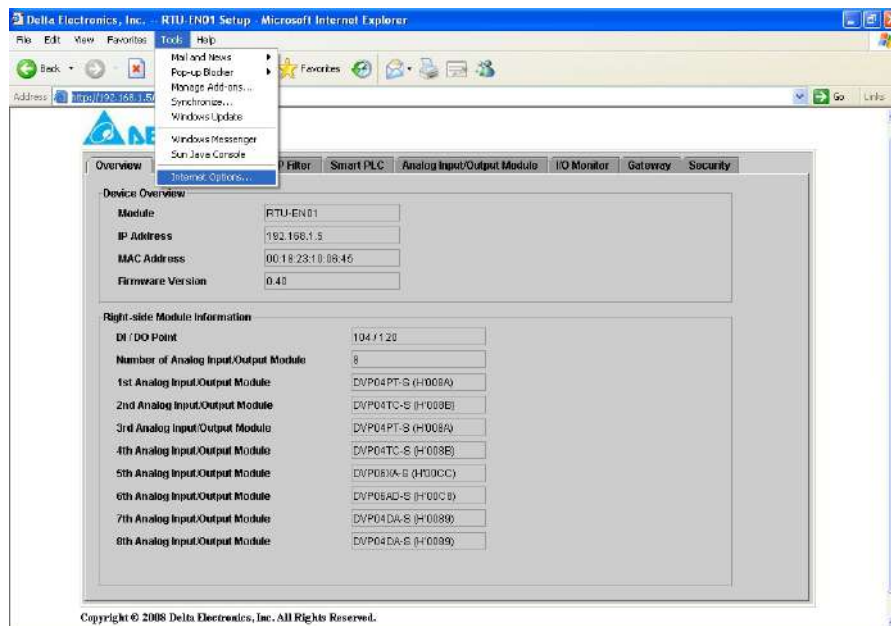 Delta Electronics, Inc. -- RTU-EN01 Setup - Microsoft Internet Explorer
File Edit View Favorites Tools Help
Back Favorites
Mail and News
Pop-up Blocker
Manage Add-ons...
Synchronize...
Windows Update
Windows Messenger
Sun Java Console
Internet Options...
Address http://192.168.1.5/ Go Links
Overview Filter Smart PLC Analog Input/Output Module I/O Monitor Gateway Security
Device Overview
Module RTU-EN01
IP Address 192.168.1.5
MAC Address
Firmware Version 0.40
Right-side Module Information
DI / DO Point 104 / 120
Number of Analog Input/Output Module 8
1st Analog Input/Output Module DVP04PT-S (H'008A)
2nd Analog Input/Output Module DVP04TC-S (H'008B)
3rd Analog Input/Output Module DVP04PT-S (H'008A)
4th Analog Input/Output Module DVP04TC-S (H'008B)
5th Analog Input/Output Module DVP06XA-S (H'00CC)
6th Analog Input/Output Module DVP06AD-S (H'00C8)
7th Analog Input/Output Module DVP04DA-S (H'0089)
8th Analog Input/Output Module DVP04DA-S (H'0089)
Copyright © 2008 Delta Electronics, Inc. All Rights Reserved.